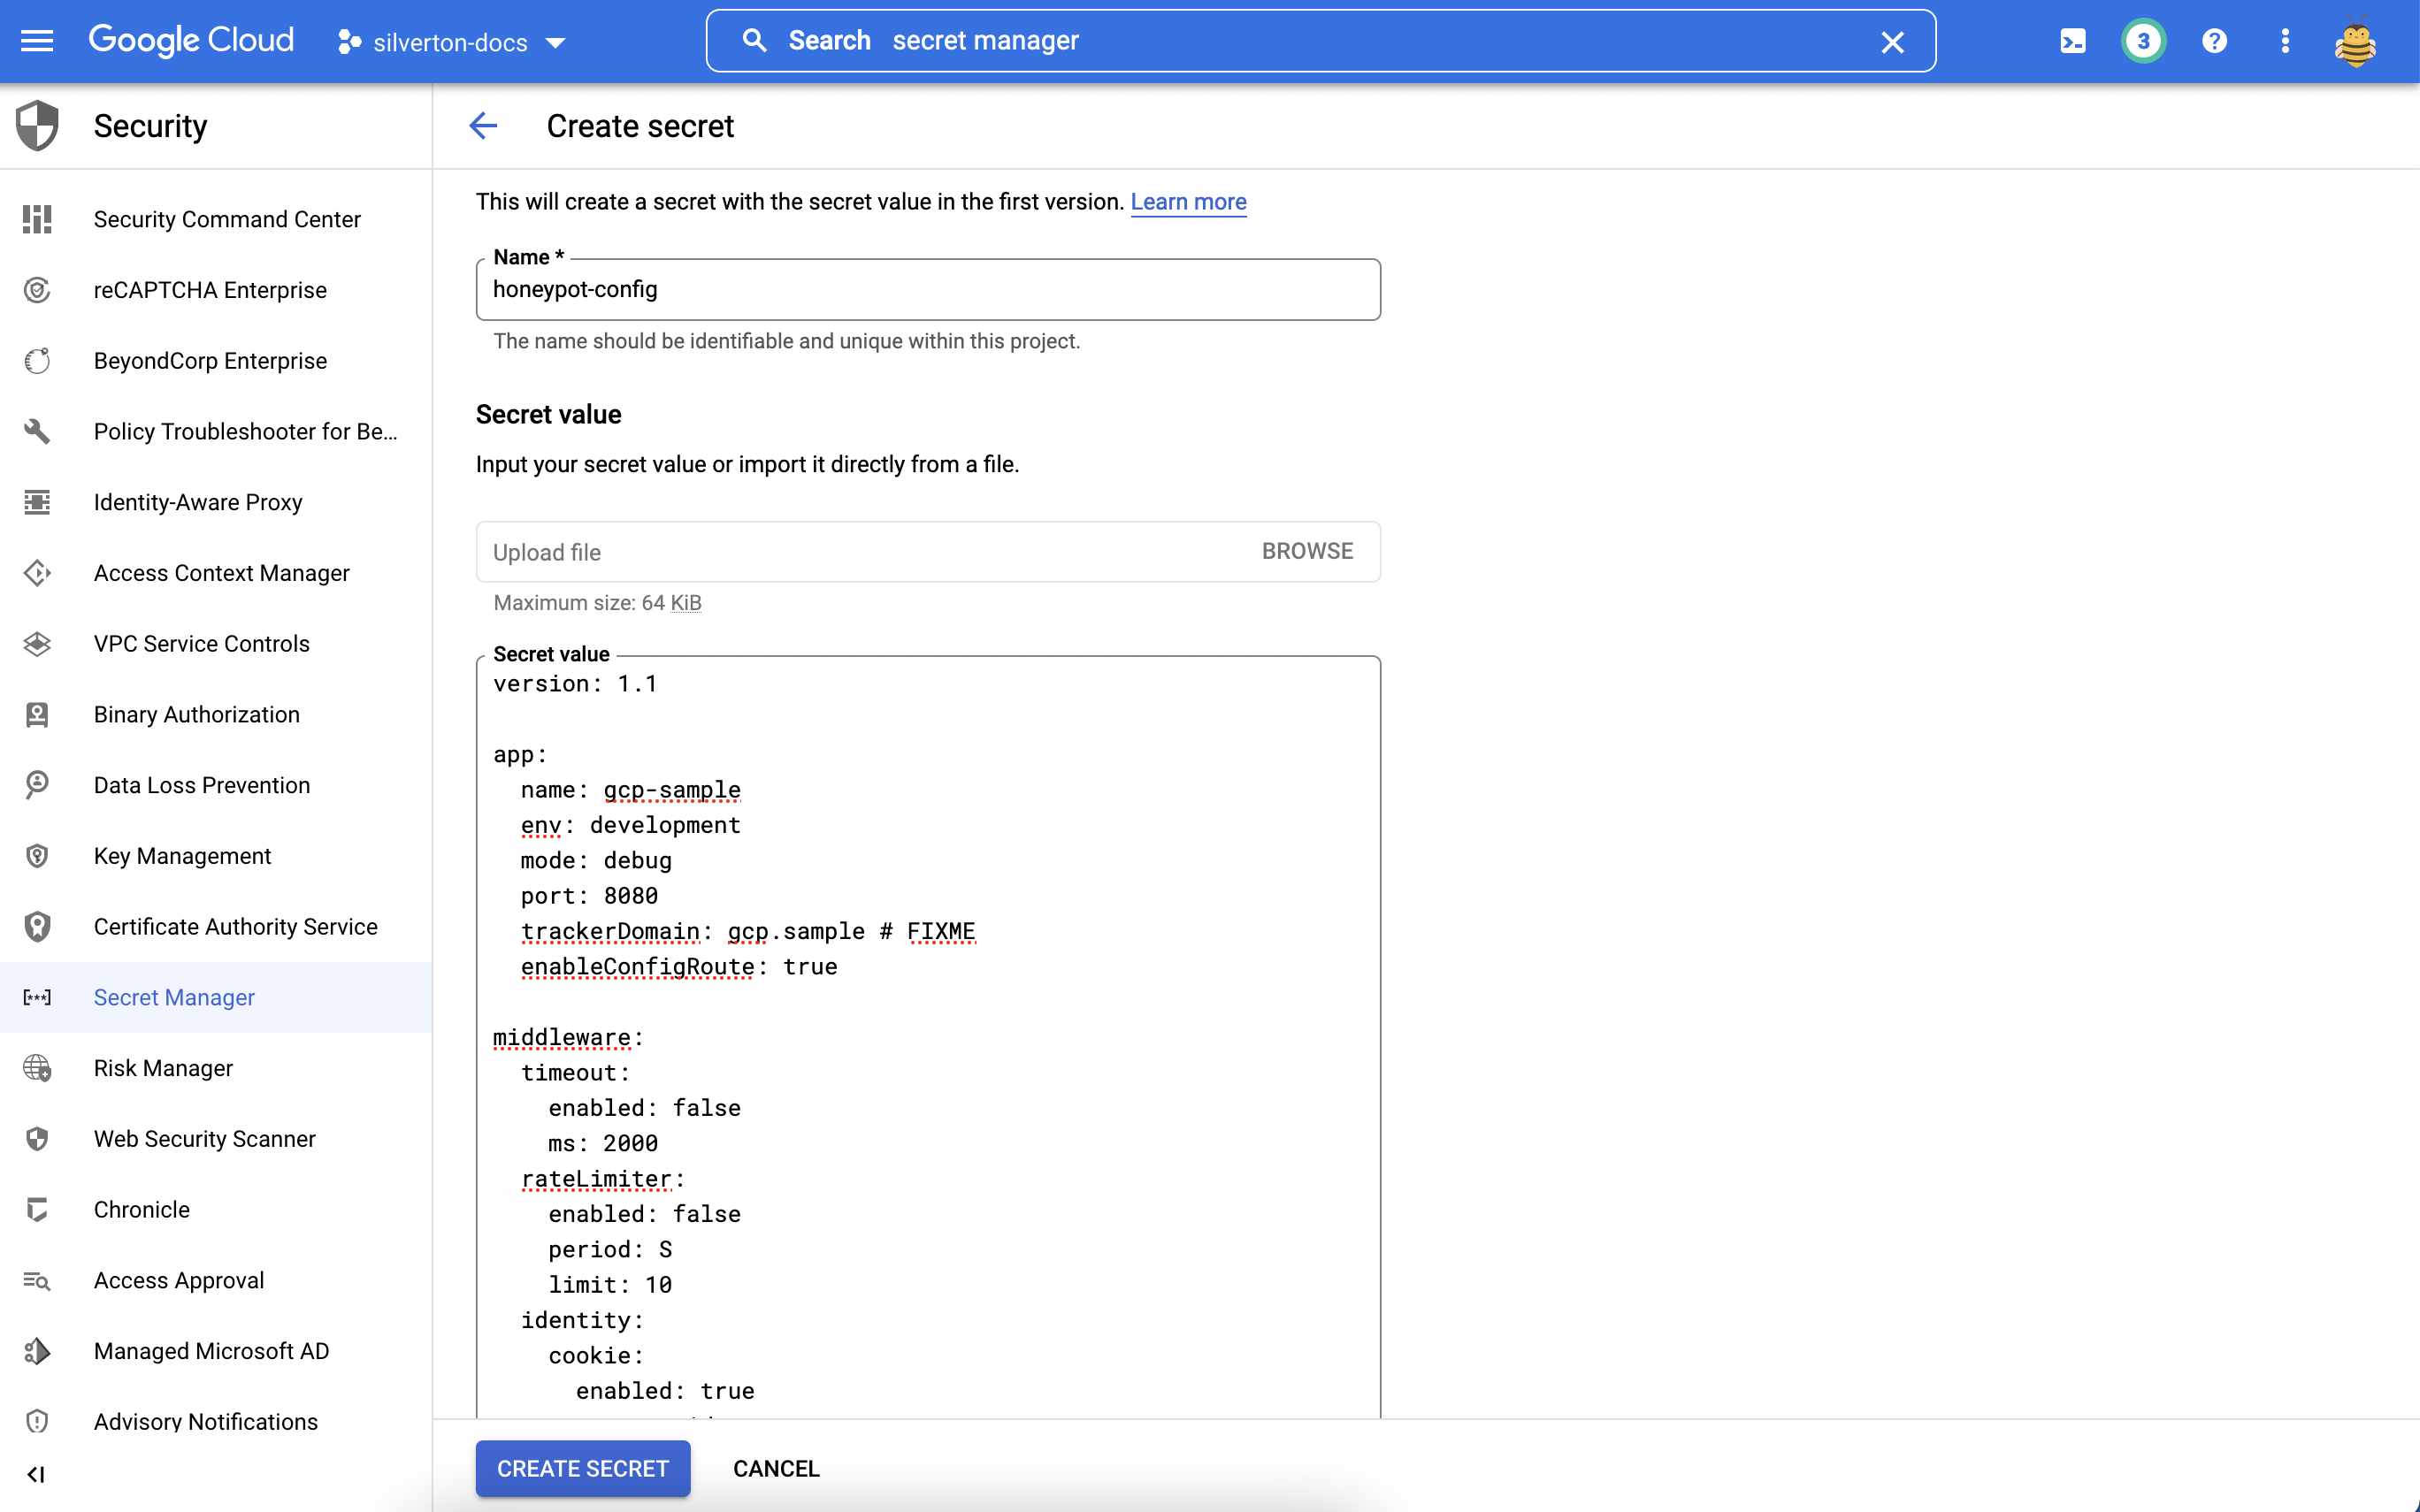 Google Cloud silverton-docs Search secret manager 3
Security
Security Command Center
reCAPTCHA Enterprise
BeyondCorp Enterprise
Policy Troubleshooter for Be...
Identity-Aware Proxy
Access Context Manager
VPC Service Controls
Binary Authorization
Data Loss Prevention
Key Management
Certificate Authority Service
Secret Manager
Risk Manager
Web Security Scanner
Chronicle
Access Approval
Managed Microsoft AD
Advisory Notifications
Create secret
This will create a secret with the secret value in the first version. Learn more
Name *
honeypot-config
The name should be identifiable and unique within this project.
Secret value
Input your secret value or import it directly from a file.
Upload file BROWSE
Maximum size: 64 KiB
Secret value
version: 1.1
app:
name: gcp-sample
env: development
mode: debug
port: 8080
trackerDomain: gcp.sample # FIXME
enableConfigRoute: true
middleware:
timeout:
enabled: false
ms: 2000
rateLimiter:
enabled: false
period: S
limit: 10
identity:
cookie:
enabled: true
CREATE SECRET CANCEL